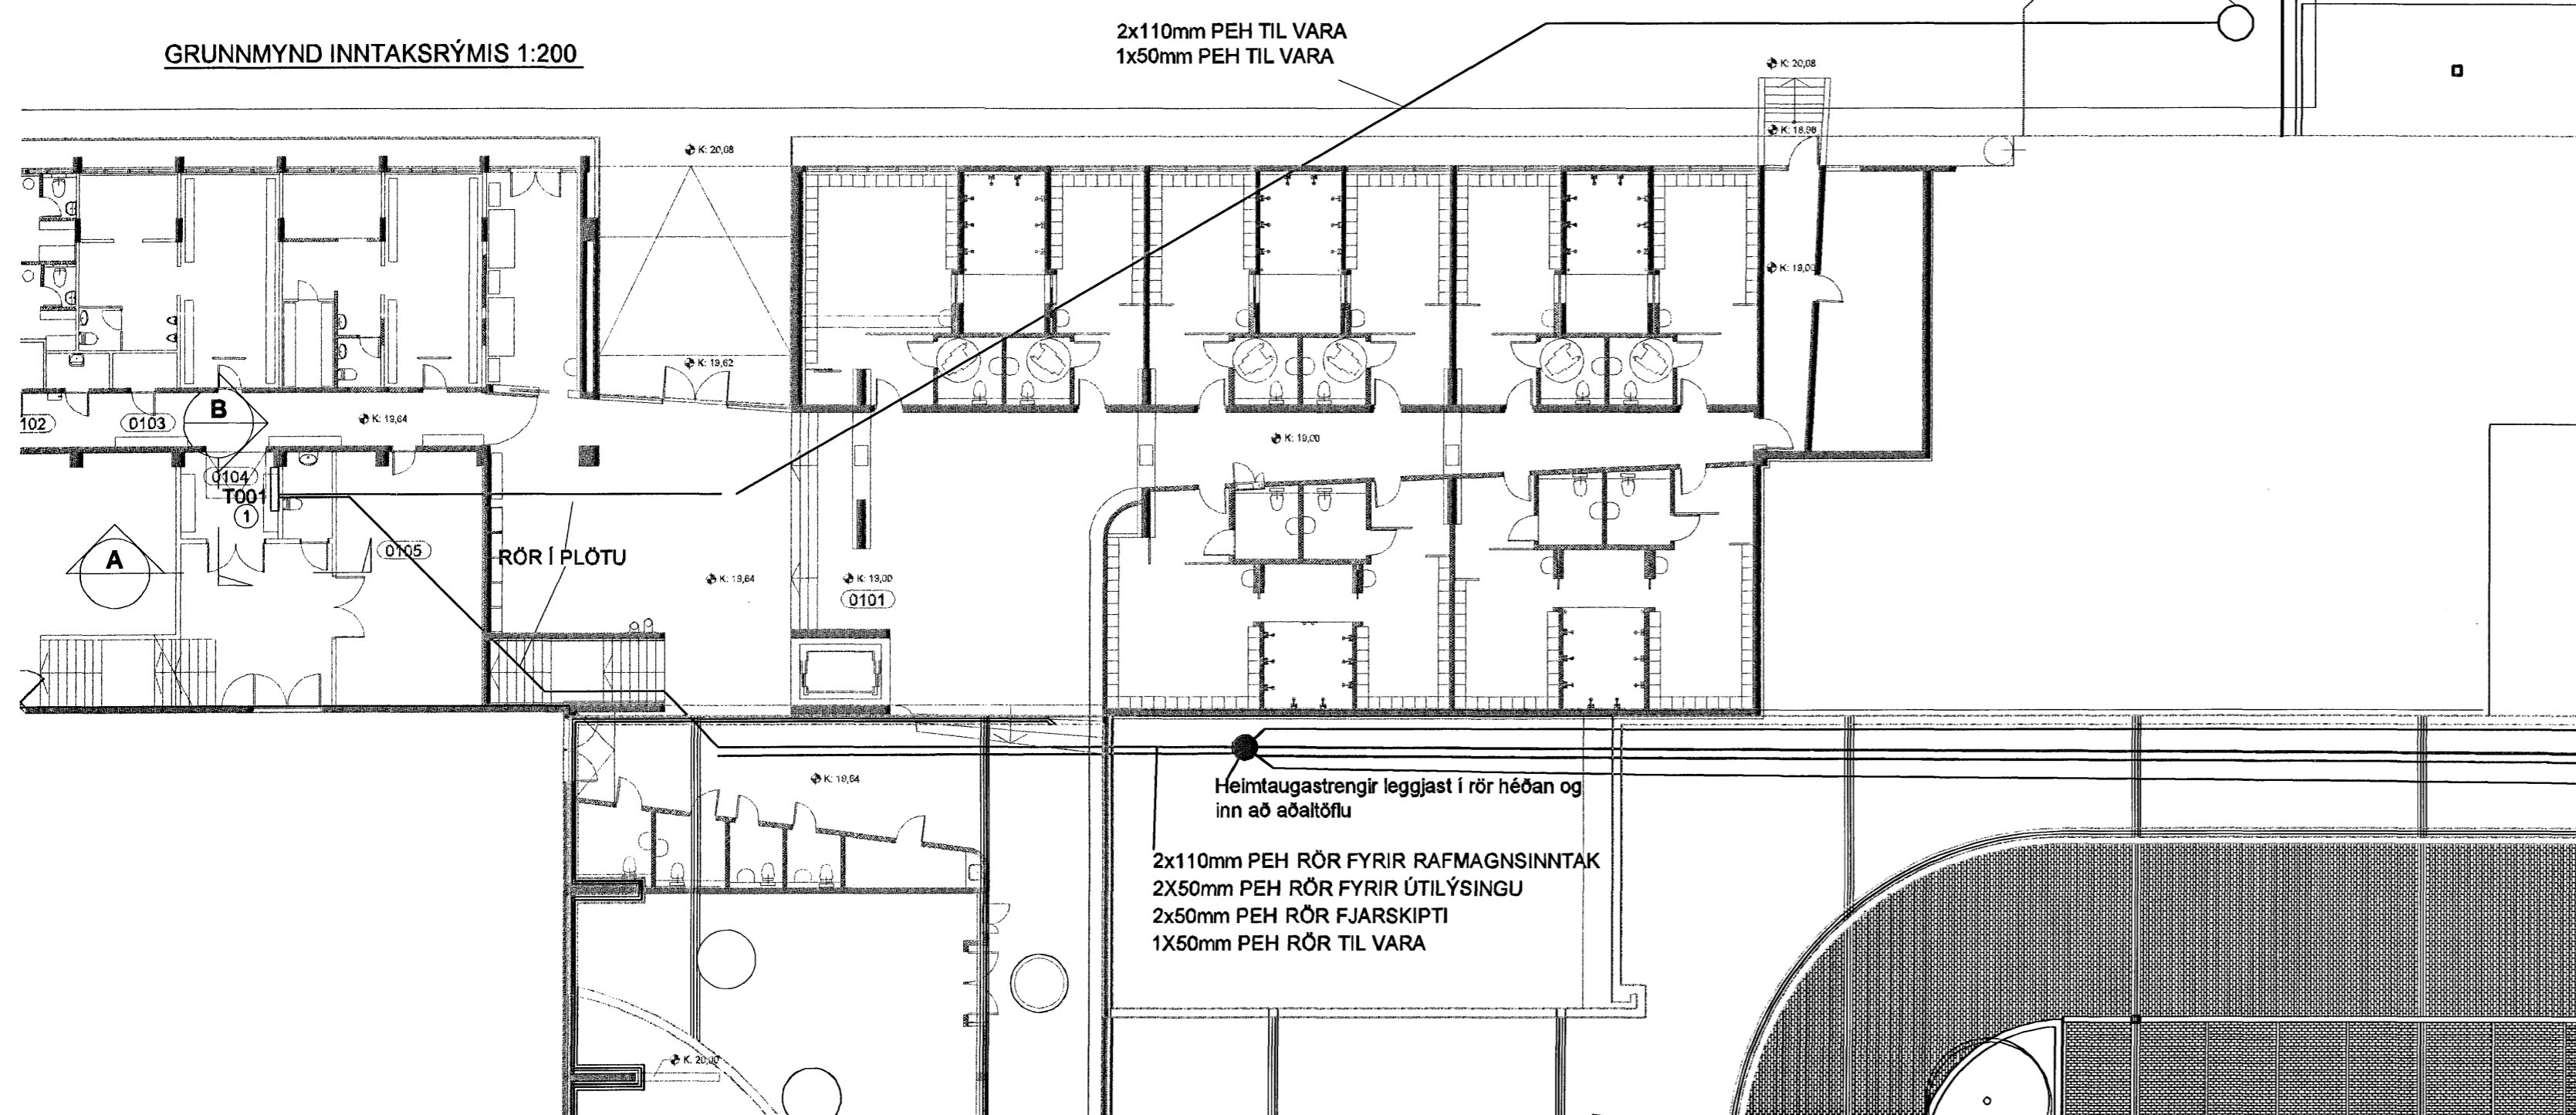 GRUNNMYND INNTAKSRÝMIS 1:200
2x110mm PEH TIL VARA
1x50mm PEH TIL VARA
K: 20,08
K: 18,98
K: 20,08
K: 19,00
K: 19,62
B
102
0103
K: 19,64
K: 19,00
0104
T001
1
A
0105
RÖR Í PLÖTU
K: 19,64
K: 19,00
0101
K: 19,64
Heimtaugastrengir leggjast í rör héðan og
inn að aðaltöflu
2x110mm PEH RÖR FYRIR RAFMAGNSINNTAK
2X50mm PEH RÖR FYRIR ÚTILÝSINGU
2x50mm PEH RÖR FJARSKIPTI
1X50mm PEH RÖR TIL VARA
K: 20,00